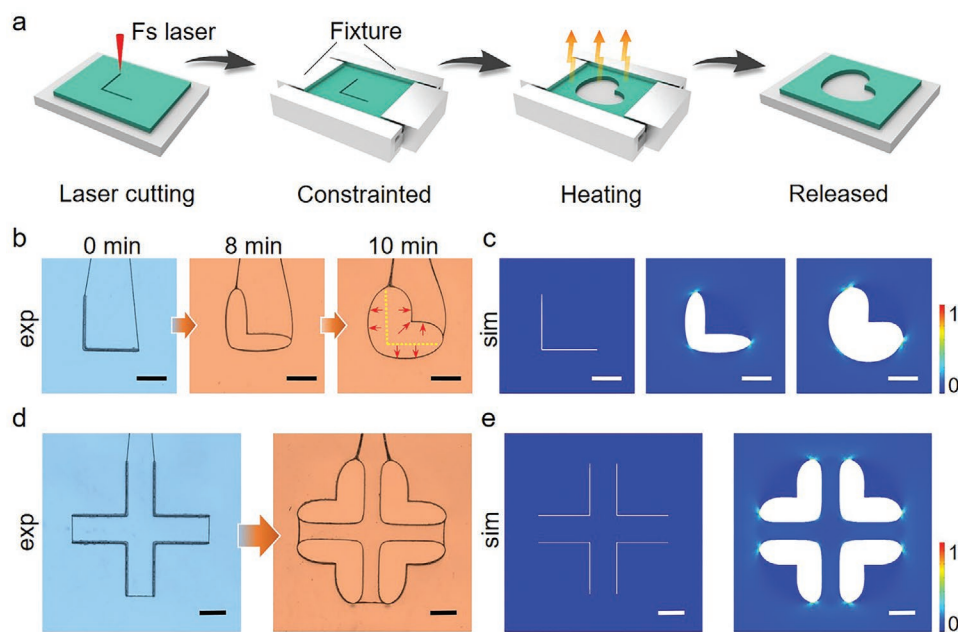 a
Fs laser
Fixture
Laser cutting
Constrainted
Heating
Released
b
0 min
8 min
10 min
c
exp
sim
1
0
d
e
exp
sim
1
0